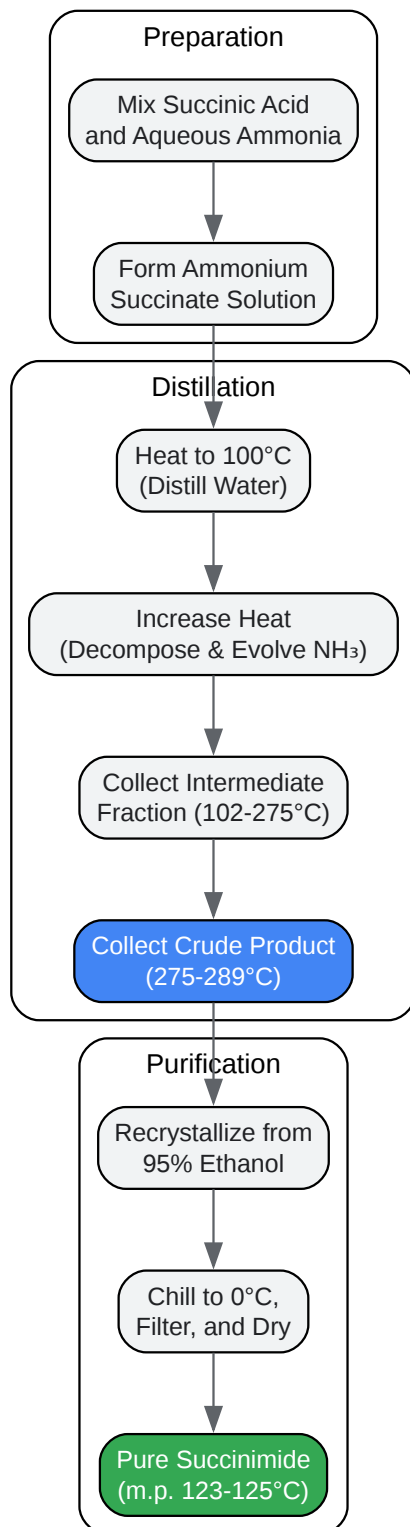 Preparation
Mix Succinic Acid
and Aqueous Ammonia
Form Ammonium
Succinate Solution
Distillation
Heat to 100°C
(Distill Water)
Increase Heat
(Decompose & Evolve NH₃)
Collect Intermediate
Fraction (102-275°C)
Collect Crude Product
(275-289°C)
Purification
Recrystallize from
95% Ethanol
Chill to 0°C,
Filter, and Dry
Pure Succinimide
(m.p. 123-125°C)